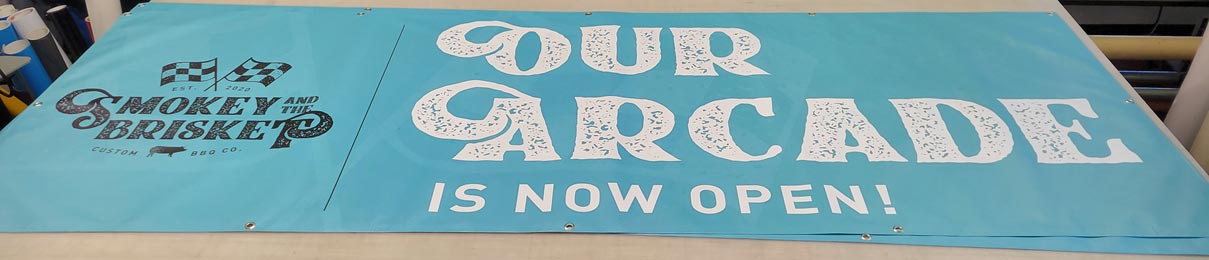 EST. 2020
SMOKEY AND THE
BRISKET
CUSTOM BBQ CO.
OUR
ARCADE
IS NOW OPEN!